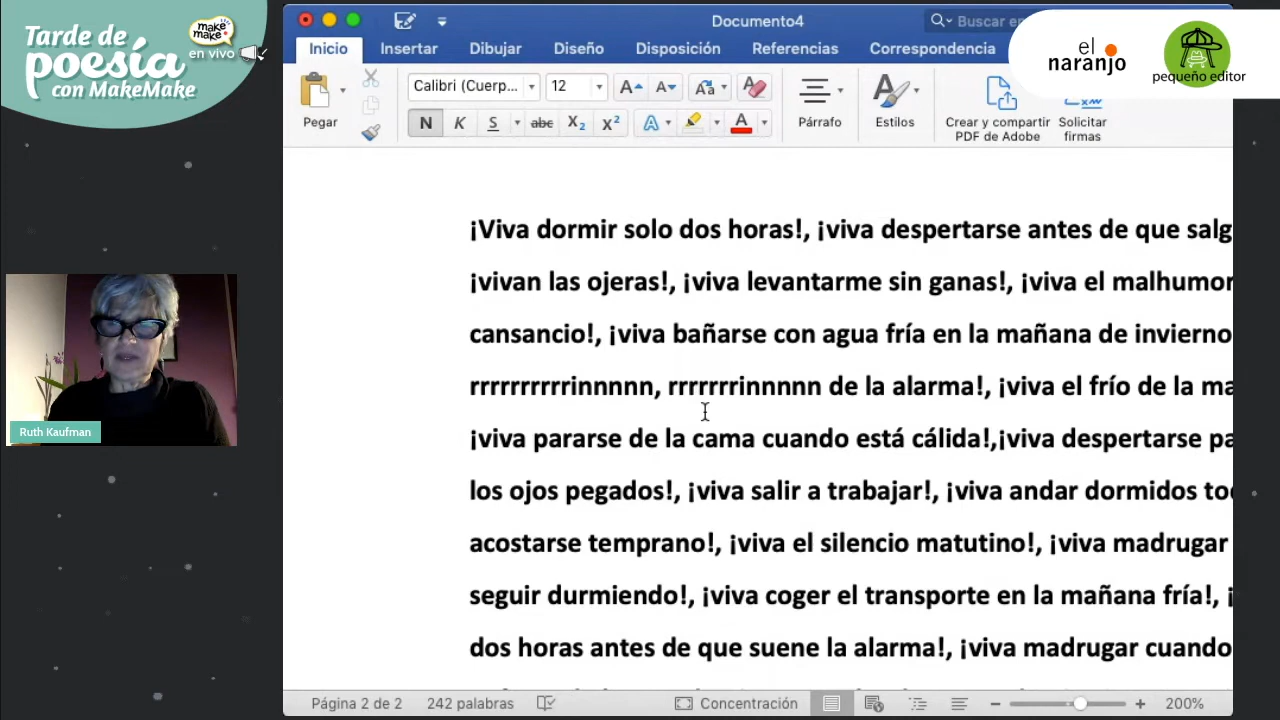 Tarde de
poesía
con MakeMake
make make
en vivo
Documento4
Buscar en
Inicio
Insertar
Dibujar
Diseño
Disposición
Referencias
Correspondencia
el naranjo
pequeño editor
Pegar
Calibri (Cuerp...
12
N K S abc X2 X2 A A
Párrafo
Estilos
Crear y compartir
PDF de Adobe
Solicitar
firmas
¡Viva dormir solo dos horas!, ¡viva despertarse antes de que salg
¡vivan las ojeras!, ¡viva levantarme sin ganas!, ¡viva el malhumor
cansancio!, ¡viva bañarse con agua fría en la mañana de invierno
rrrrrrrrrrinnnnn, rrrrrrrinnnnn de la alarma!, ¡viva el frío de la ma
¡viva pararse de la cama cuando está cálida!,¡viva despertarse pa
los ojos pegados!, ¡viva salir a trabajar!, ¡viva andar dormidos tod
acostarse temprano!, ¡viva el silencio matutino!, ¡viva madrugar
seguir durmiendo!, ¡viva coger el transporte en la mañana fría!, ¡
dos horas antes de que suene la alarma!, ¡viva madrugar cuando
Ruth Kaufman
Página 2 de 2
242 palabras
Concentración
200%